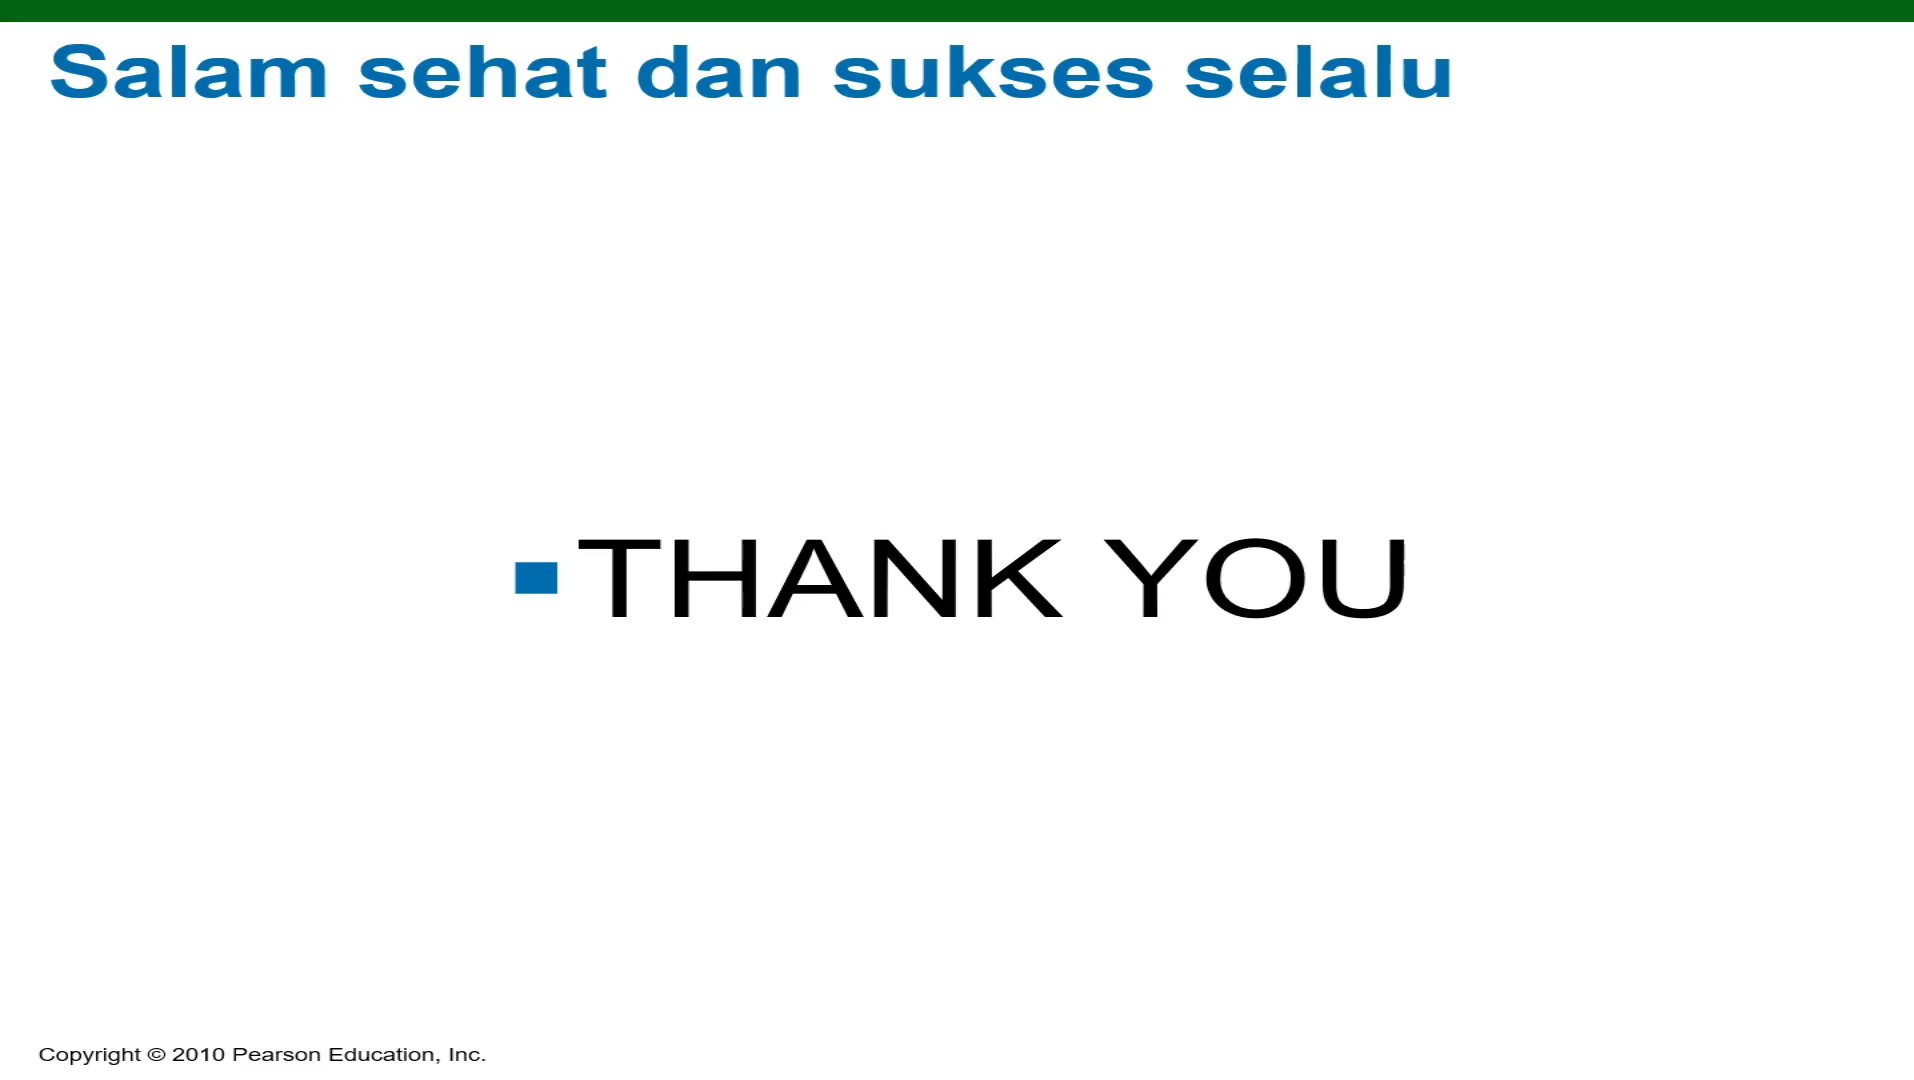 Salam sehat dan sukses selalu
THANK YOU
Copyright © 2010 Pearson Education, Inc.